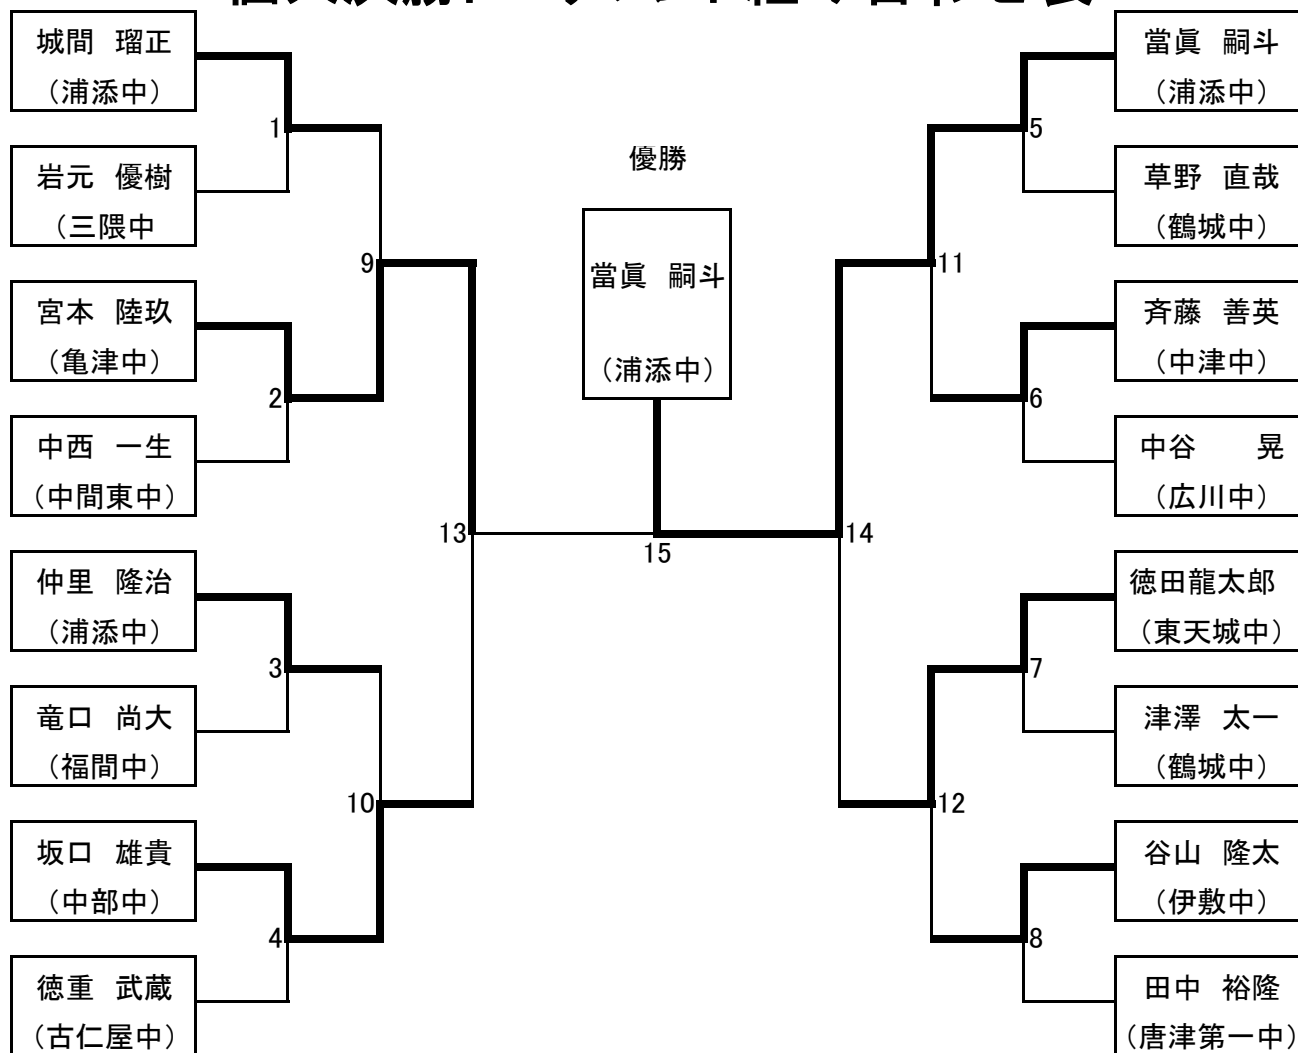 城間 瑠正
（浦添中）
1
岩元 優樹
（三隈中
9
宮本 陸玖
（亀津中）
2
中西 一生
（中間東中）
13
仲里 隆治
（浦添中）
3
竜口 尚大
（福間中）
10
坂口 雄貴
（中部中）
4
徳重 武蔵
（古仁屋中）
優勝
當眞 嗣斗
（浦添中）
15
當眞 嗣斗
（浦添中）
5
草野 直哉
（鶴城中）
11
斉藤 善英
（中津中）
6
中谷 晃
（広川中）
14
徳田龍太郎
（東天城中）
7
津澤 太一
（鶴城中）
12
谷山 隆太
（伊敷中）
8
田中 裕隆
（唐津第一中）